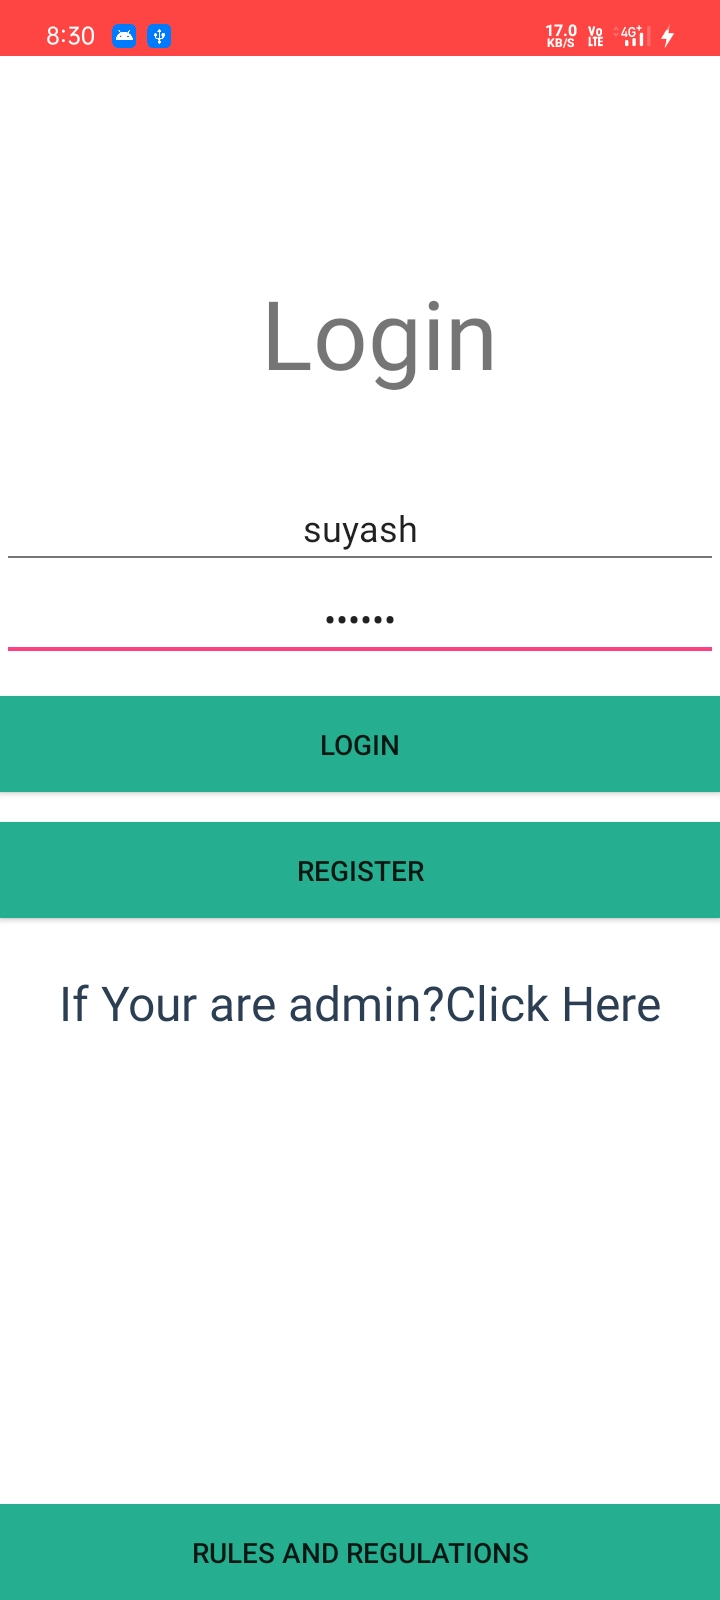 8:30 17.0 KB/S Vo LTE 4G+
Login
suyash
••••••
LOGIN
REGISTER
If Your are admin?Click Here
RULES AND REGULATIONS